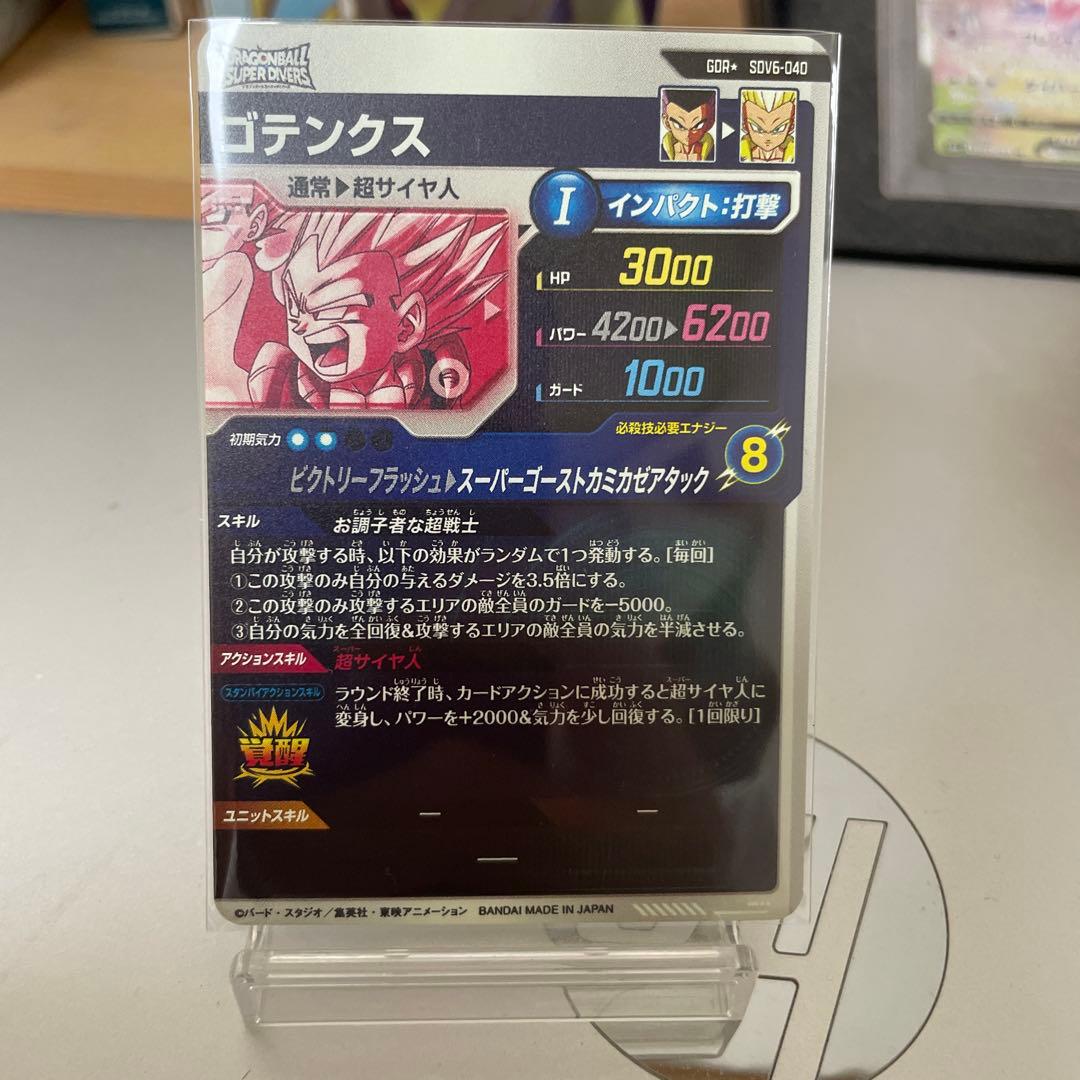 DRAGONBALL
SUPER DIVERS
GDR★ SDV6-040
ゴテンクス
通常▶超サイヤ人
I インパクト:打撃
HP 3000
パワー 4200▶6200
ガード 1000
初期気力
必殺技必要エナジー
8
ビクトリーフラッシュ▶スーパーゴーストカミカゼアタック
スキル お調子者な超戦士
自分が攻撃する時、以下の効果がランダムで1つ発動する。[毎回]
①この攻撃のみ自分の与えるダメージを3.5倍にする。
②この攻撃のみ攻撃するエリアの敵全員のガードを-5000。
③自分の気力を全回復&攻撃するエリアの敵全員の気力を半減させる。
アクションスキル 超サイヤ人
スタンバイアクションスキル
ラウンド終了時、カードアクションに成功すると超サイヤ人に
変身し、パワーを+2000&気力を少し回復する。[1回限り]
覚醒
ユニットスキル — —
—
©バード・スタジオ/集英社・東映アニメーション BANDAI MADE IN JAPAN